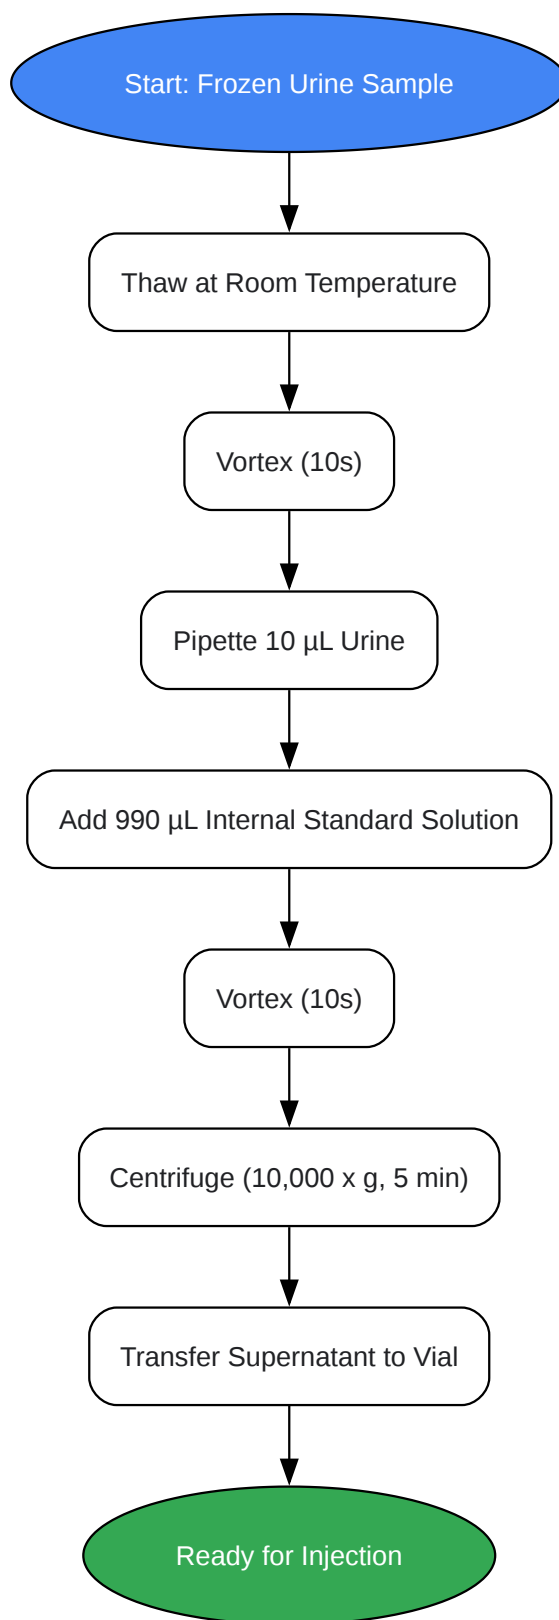 Start: Frozen Urine Sample
Thaw at Room Temperature
Vortex (10s)
Pipette 10 µL Urine
Add 990 µL Internal Standard Solution
Vortex (10s)
Centrifuge (10,000 x g, 5 min)
Transfer Supernatant to Vial
Ready for Injection